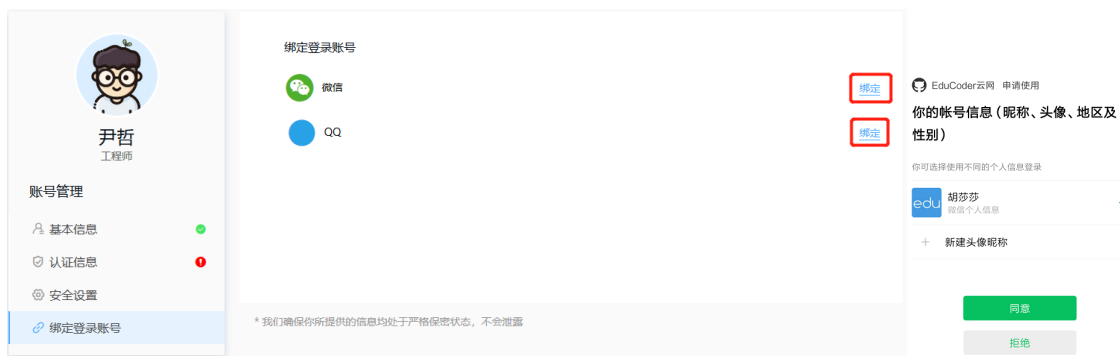 尹哲
工程师
账号管理
基本信息
认证信息
安全设置
绑定登录账号
绑定登录账号
微信
绑定
QQ
绑定
* 我们确保你所提供的信息均处于严格保密状态，不会泄露
EduCoder云网 申请使用
你的帐号信息（昵称、头像、地区及
性别）
你可选择使用不同的个人信息登录
edu
胡莎莎
微信个人信息
+ 新建头像昵称
同意
拒绝